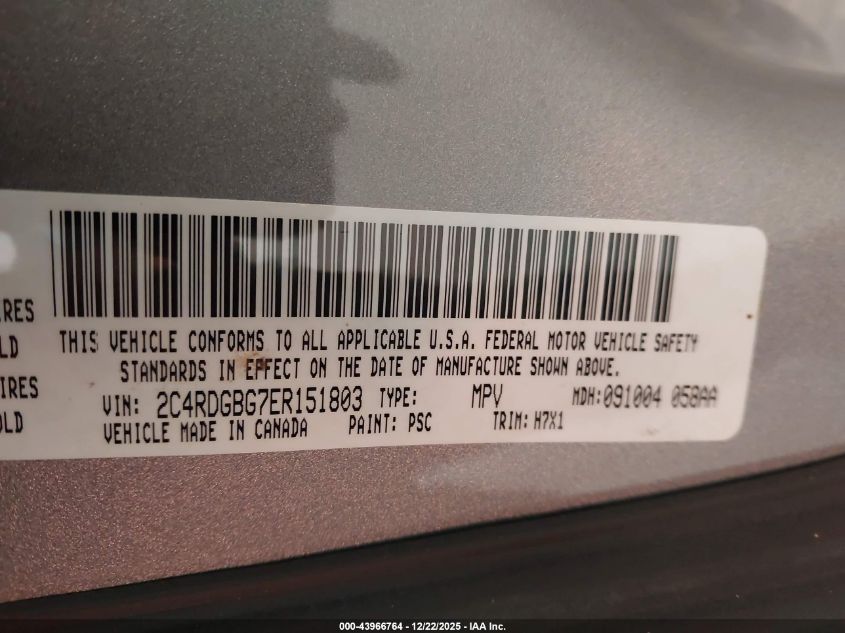 IRES
OLD
IRES
OLD
THIS VEHICLE CONFORMS TO ALL APPLICABLE U.S.A. FEDERAL MOTOR VEHICLE SAFETY
STANDARDS IN EFFECT ON THE DATE OF MANUFACTURE SHOWN ABOVE.
VIN: 2C4RDGBG7ER151803 TYPE: MPV MDH:091004 058AA
VEHICLE MADE IN CANADA PAINT: PSC TRIM: H7X1
000-43966764 - 12/22/2025 - IAA Inc.